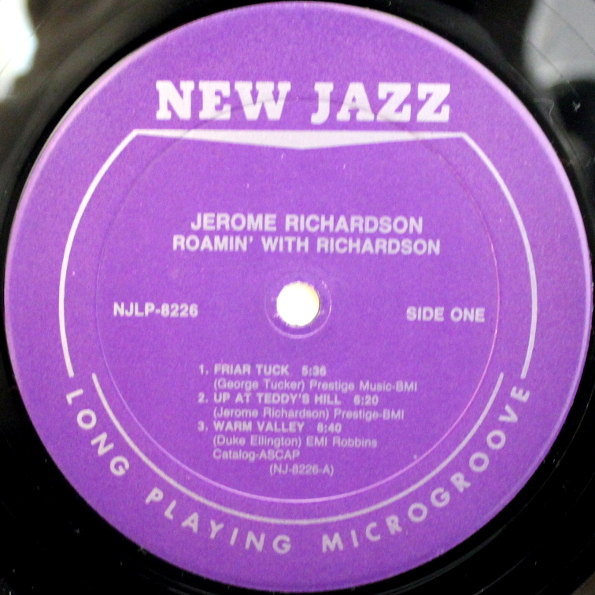 NEW JAZZ
JEROME RICHARDSON
ROAMIN' WITH RICHARDSON
NJLP-8226
SIDE ONE
1. FRIAR TUCK 5:36
(George Tucker) Prestige Music-BMI
2. UP AT TEDDY'S HILL 6:20
(Jerome Richardson) Prestige-BMI
3. WARM VALLEY 6:40
(Duke Ellington) EMI Robbins
Catalog-ASCAP
(NJ-8226-A)
LONG PLAYING MICROGROOVE